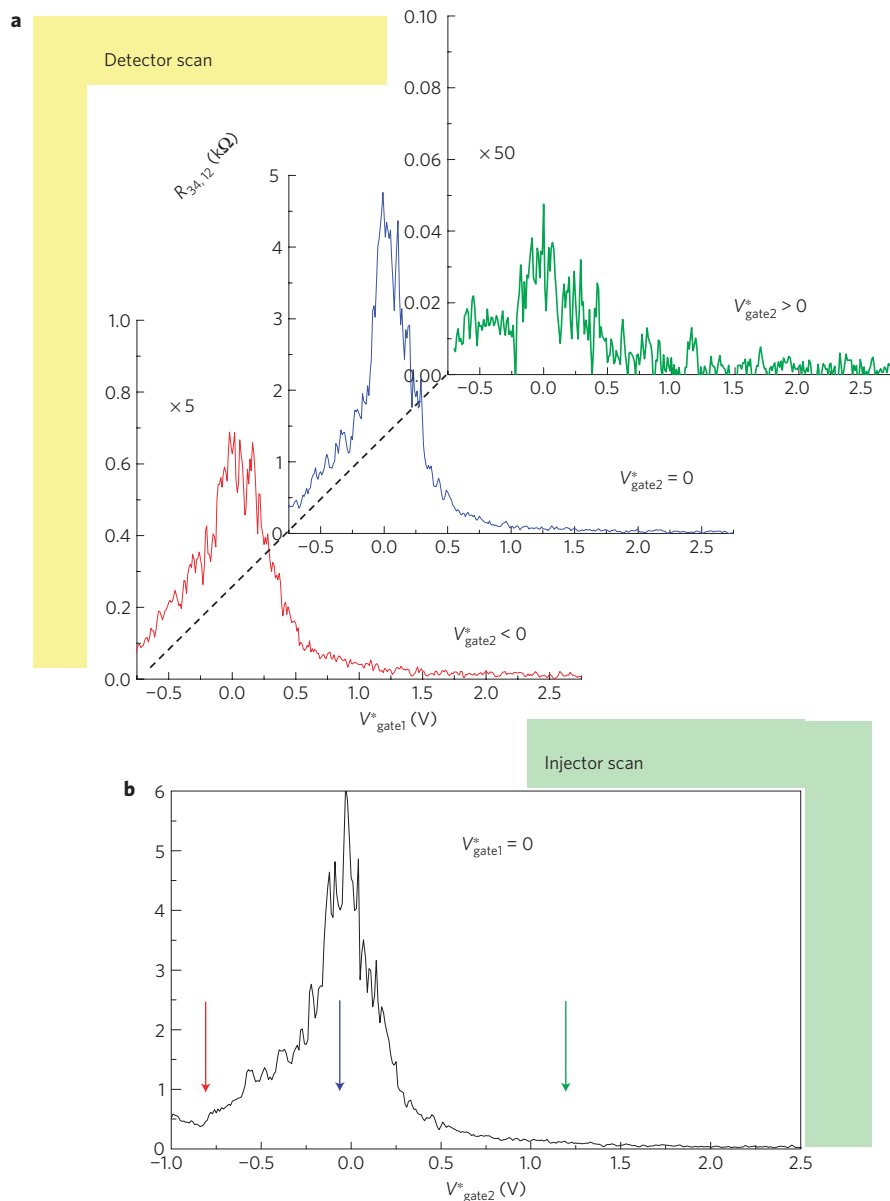 a
Detector scan
R34,12 (kΩ)
0.10
0.08
0.06
0.04
0.02
0.00
×50
V*gate2 > 0
−0.5 0.0 0.5 1.0 1.5 2.0 2.5
5
4
3
2
1
0
V*gate2 = 0
−0.5 0.0 0.5 1.0 1.5 2.0 2.5
1.0
0.8
0.6
0.4
0.2
0.0
×5
V*gate2 < 0
−0.5 0.0 0.5 1.0 1.5 2.0 2.5
V*gate1 (V)
Injector scan
b
6
5
4
3
2
1
0
V*gate1 = 0
−1.0 −0.5 0.0 0.5 1.0 1.5 2.0 2.5
V*gate2 (V)